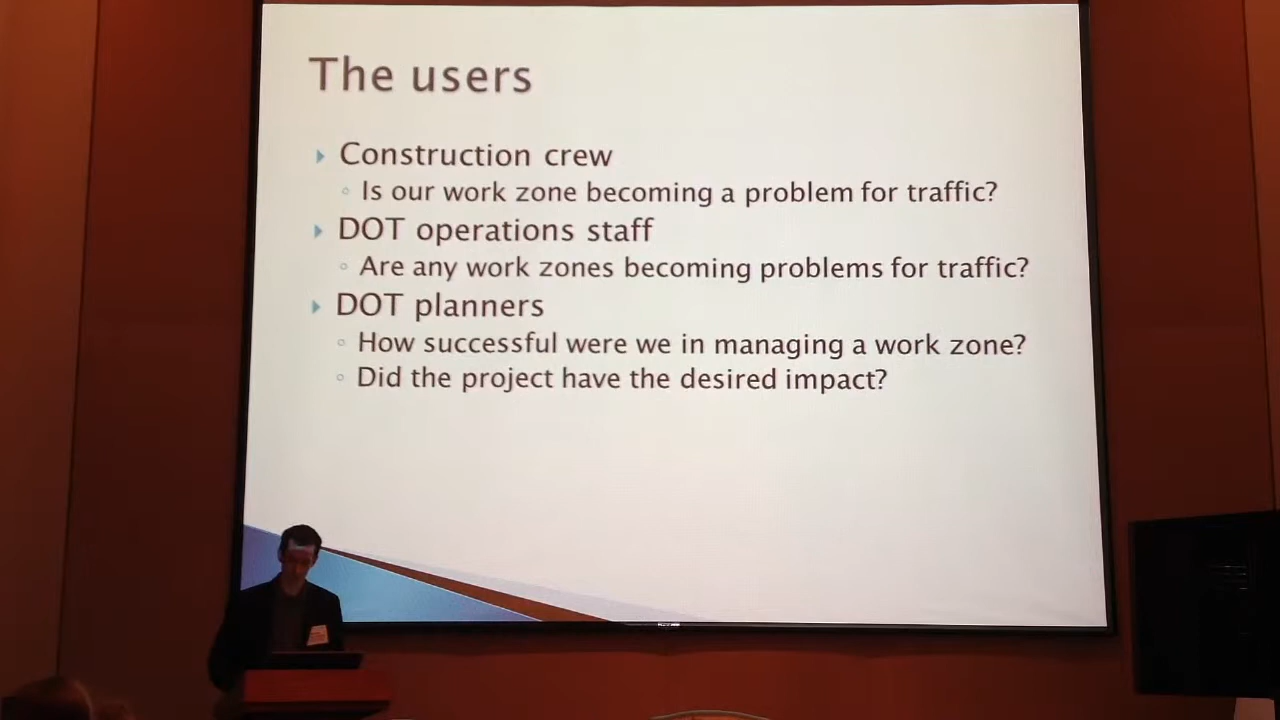 The users
Construction crew
Is our work zone becoming a problem for traffic?
DOT operations staff
Are any work zones becoming problems for traffic?
DOT planners
How successful were we in managing a work zone?
Did the project have the desired impact?